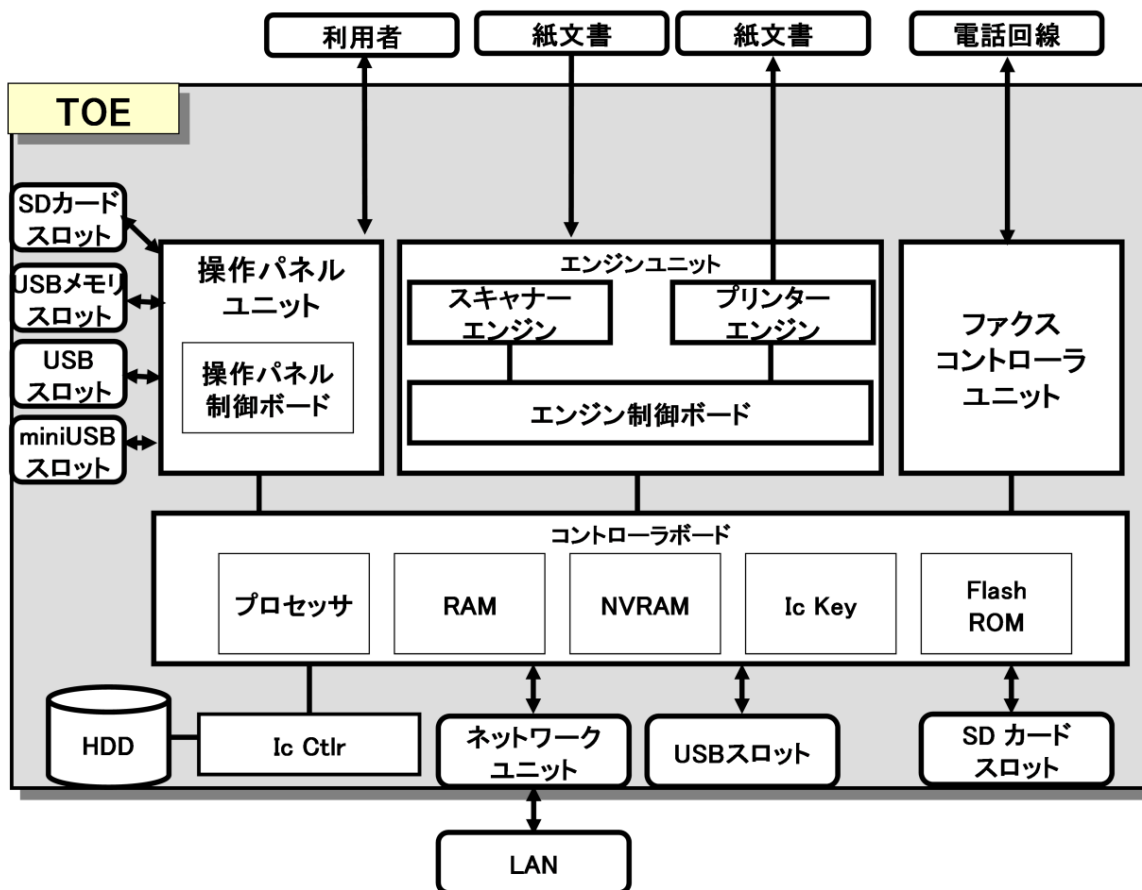 利用者
紙文書
紙文書
電話回線
TOE
SDカード
スロット
USBメモリ
スロット
USB
スロット
miniUSB
スロット
操作パネル
ユニット
操作パネル
制御ボード
エンジンユニット
スキャナー
エンジン
プリンター
エンジン
エンジン制御ボード
ファクス
コントローラ
ユニット
コントローラボード
プロセッサ
RAM
NVRAM
Ic Key
Flash
ROM
HDD
Ic Ctlr
ネットワーク
ユニット
USBスロット
SD カード
スロット
LAN